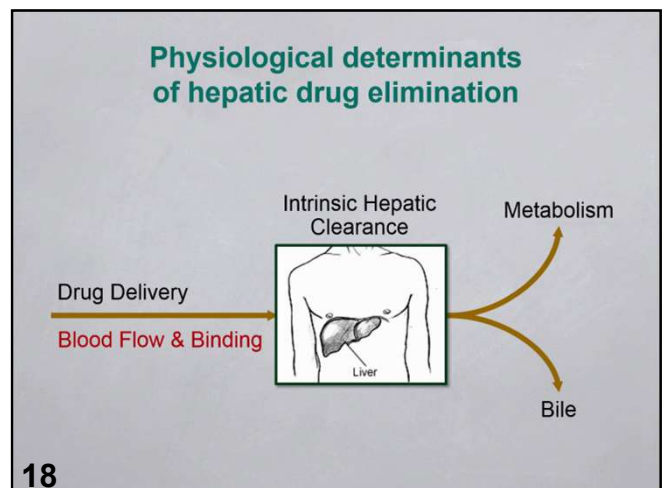 Physiological determinants
of hepatic drug elimination
Intrinsic Hepatic
Clearance
Metabolism
Drug Delivery
Blood Flow & Binding
Liver
Bile
18